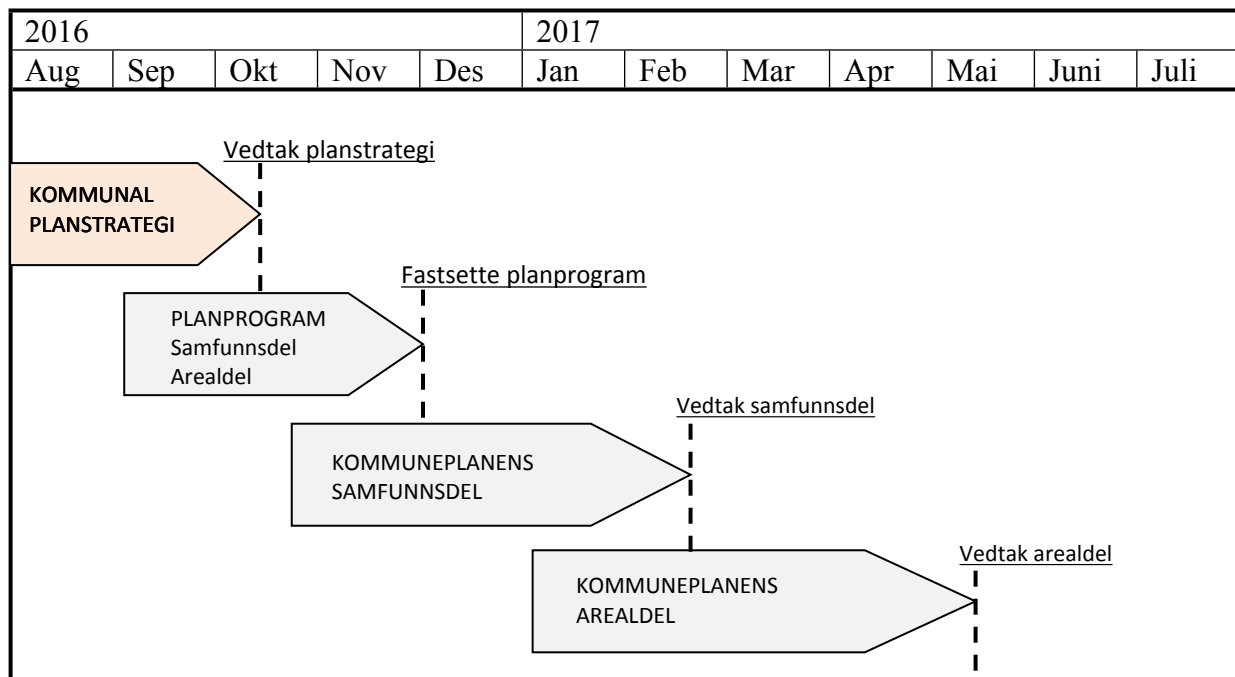 2016 2017
Aug Sep Okt Nov Des Jan Feb Mar Apr Mai Juni Juli
Vedtak planstrategi
KOMMUNAL
PLANSTRATEGI
Fastsette planprogram
PLANPROGRAM
Samfunnsdel
Arealdel
Vedtak samfunnsdel
KOMMUNEPLANENS
SAMFUNNSDEL
Vedtak arealdel
KOMMUNEPLANENS
AREALDEL